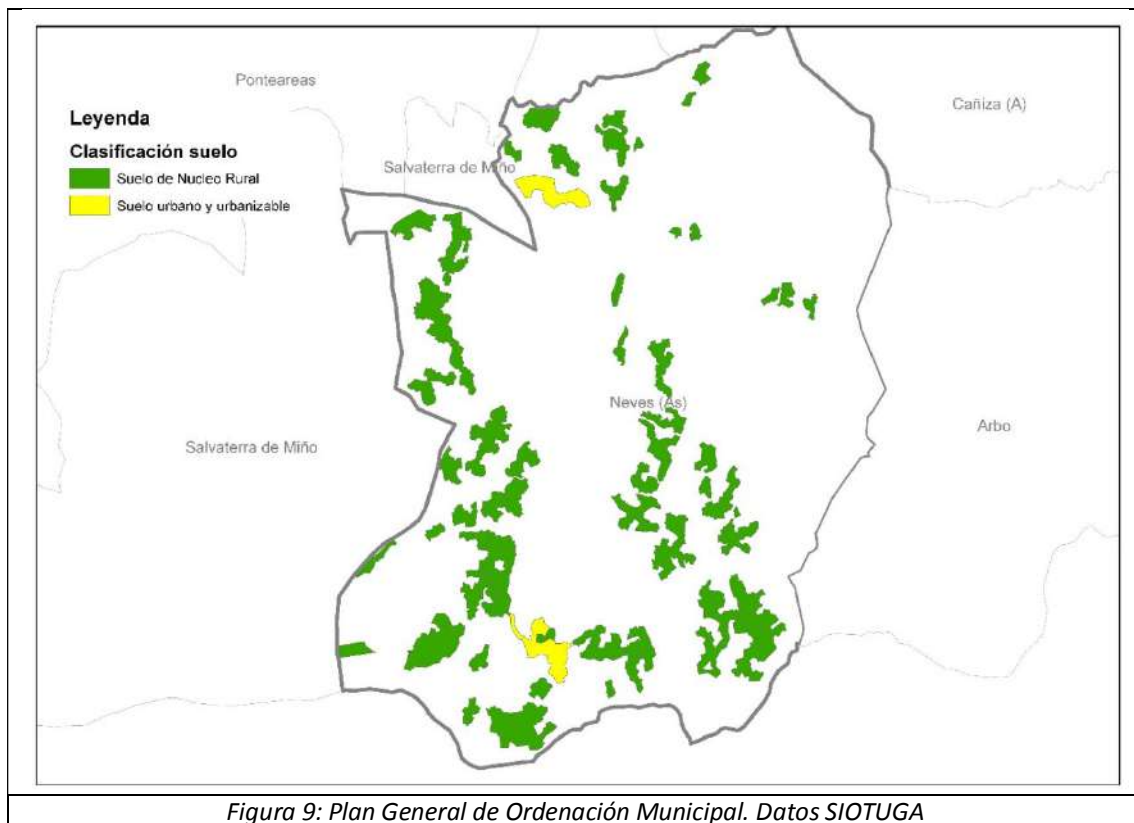 Ponteareas
Cañiza (A)
Leyenda
Clasificación suelo
Salvaterra de Miño
Suelo de Nucleo Rural
Suelo urbano y urbanizable
Neves (As)
Salvaterra de Miño
Arbo
Figura 9: Plan General de Ordenación Municipal. Datos SIOTUGA